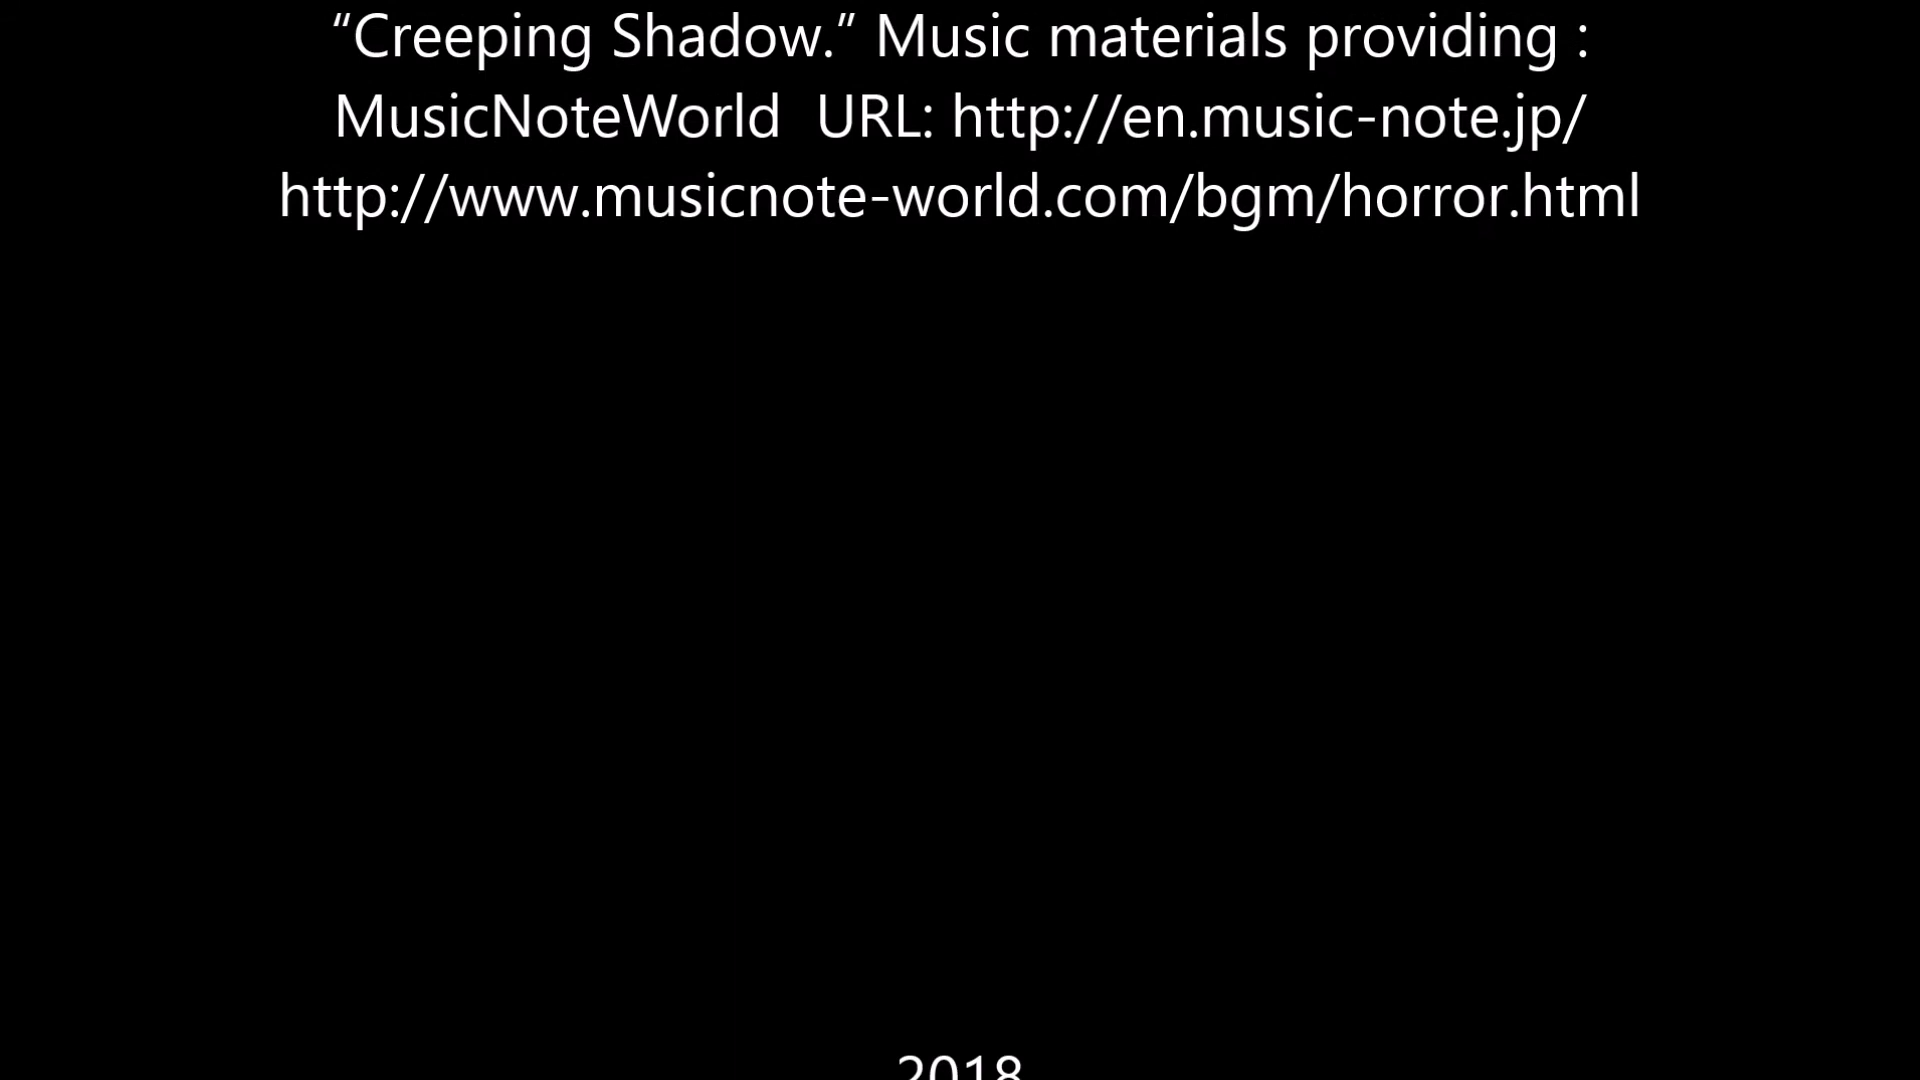 “Creeping Shadow.” Music materials providing :
MusicNoteWorld  URL: http://en.music-note.jp/
http://www.musicnote-world.com/bgm/horror.html
2018